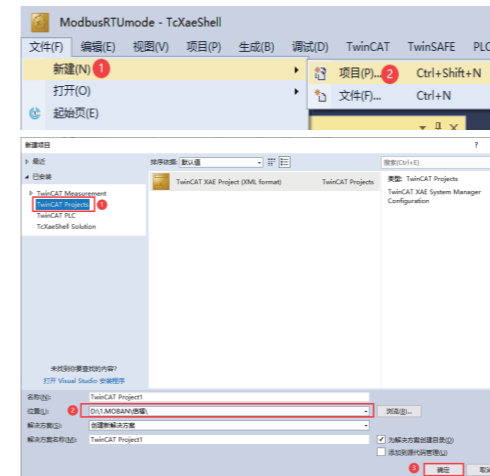 ModbusRTUmode - TcXaeShell
文件(F) 编辑(E) 视图(V) 项目(P) 生成(B) 调试(D) TwinCAT TwinSAFE PLC
新建(N) 1 项目(P)... 2 Ctrl+Shift+N
打开(O) 文件(F)... Ctrl+N
起始页(E)
新建项目 ?
最近 排序依据: 默认值 搜索(Ctrl+E)
已安装 TwinCAT XAE Project (XML format) TwinCAT Projects 类型: TwinCAT Projects
TwinCAT Measurement TwinCAT XAE System Manager
TwinCAT Projects 1 Configuration
TwinCAT PLC
TcXaeShell Solution
未找到你要查找的内容?
打开 Visual Studio 安装程序
名称(N): TwinCAT Project1
位置(L): 2 D:\1.MOBAN\倍福\ 浏览(B)...
解决方案(S): 创建新解决方案
解决方案名称(M): TwinCAT Project1 为解决方案创建目录(D)
添加到源代码管理(U)
3 确定 取消